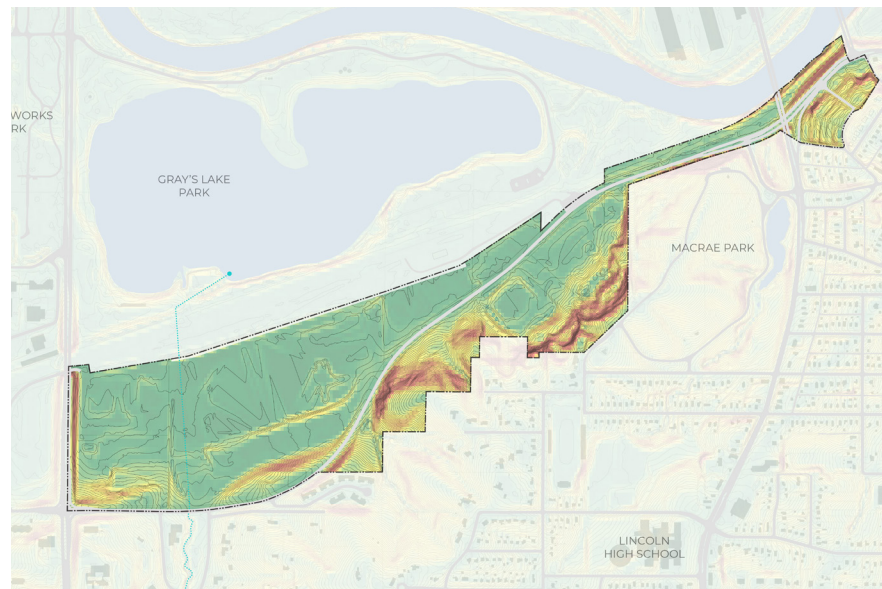 WORKS
RK
GRAY'S LAKE
PARK
MACRAE PARK
LINCOLN
HIGH SCHOOL